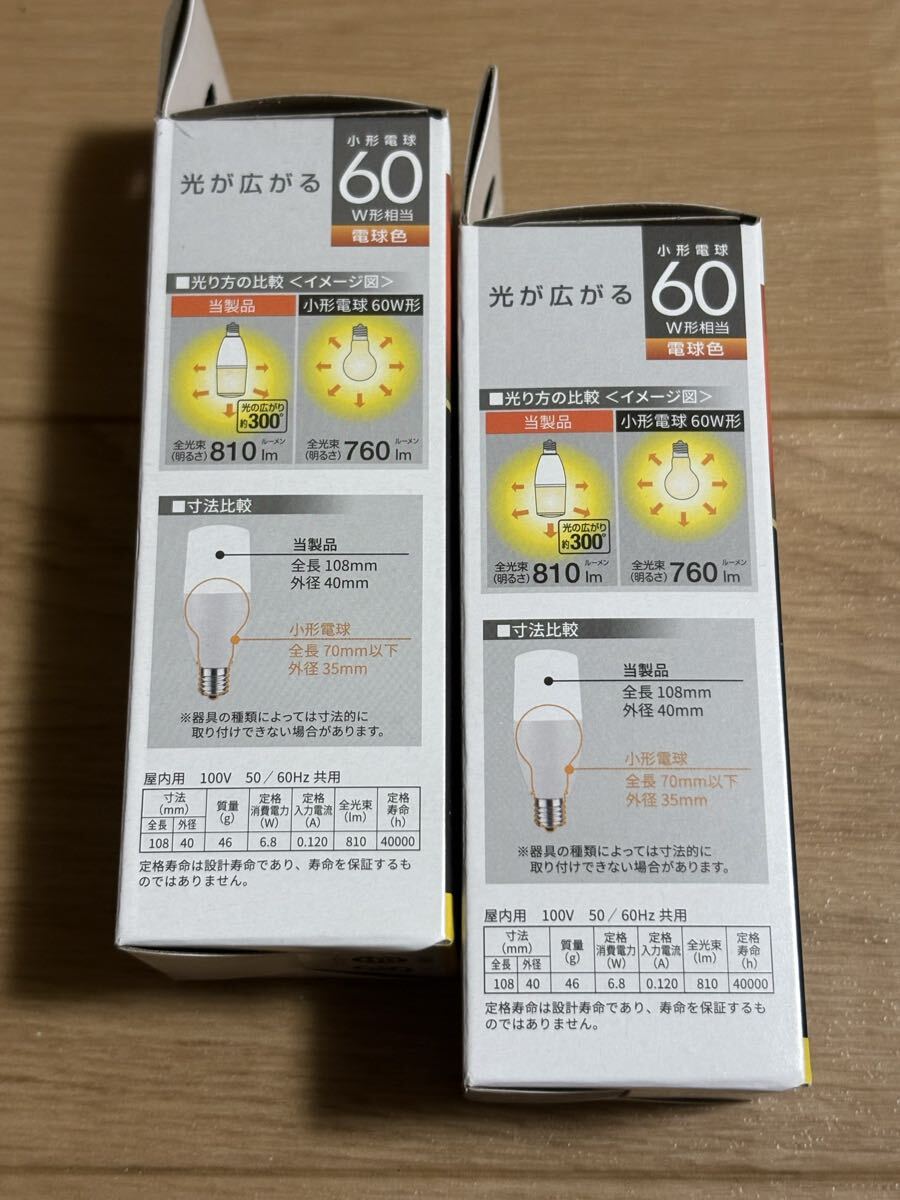 光が広がる
小形電球
60
W形相当
電球色
■光り方の比較 <イメージ図>
当製品
小形電球 60W形
光の広がり
約300°
全光束
(明るさ) 810 lm
ルーメン
全光束
(明るさ) 760 lm
ルーメン
■寸法比較
当製品
全長 108mm
外径 40mm
小形電球
全長 70mm以下
外径 35mm
※器具の種類によっては寸法的に
取り付けできない場合があります。
屋内用 100V 50／60Hz 共用
寸法
(mm)
全長 外径
質量
(g)
定格
消費電力
(W)
定格
入力電流
(A)
全光束
(lm)
定格
寿命
(h)
108 40 46 6.8 0.120 810 40000
定格寿命は設計寿命であり、寿命を保証するも
のではありません。
光が広がる
小形電球
60
W形相当
電球色
■光り方の比較 <イメージ図>
当製品
小形電球 60W形
光の広がり
約300°
全光束
(明るさ) 810 lm
ルーメン
全光束
(明るさ) 760 lm
ルーメン
■寸法比較
当製品
全長 108mm
外径 40mm
小形電球
全長 70mm以下
外径 35mm
※器具の種類によっては寸法的に
取り付けできない場合があります。
屋内用 100V 50／60Hz 共用
寸法
(mm)
全長 外径
質量
(g)
定格
消費電力
(W)
定格
入力電流
(A)
全光束
(lm)
定格
寿命
(h)
108 40 46 6.8 0.120 810 40000
定格寿命は設計寿命であり、寿命を保証するも
のではありません。